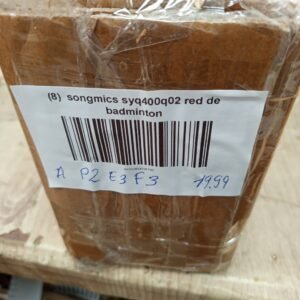 (8) songmics syq400q02 red de
badminton
A P2 E3 F3 19.99